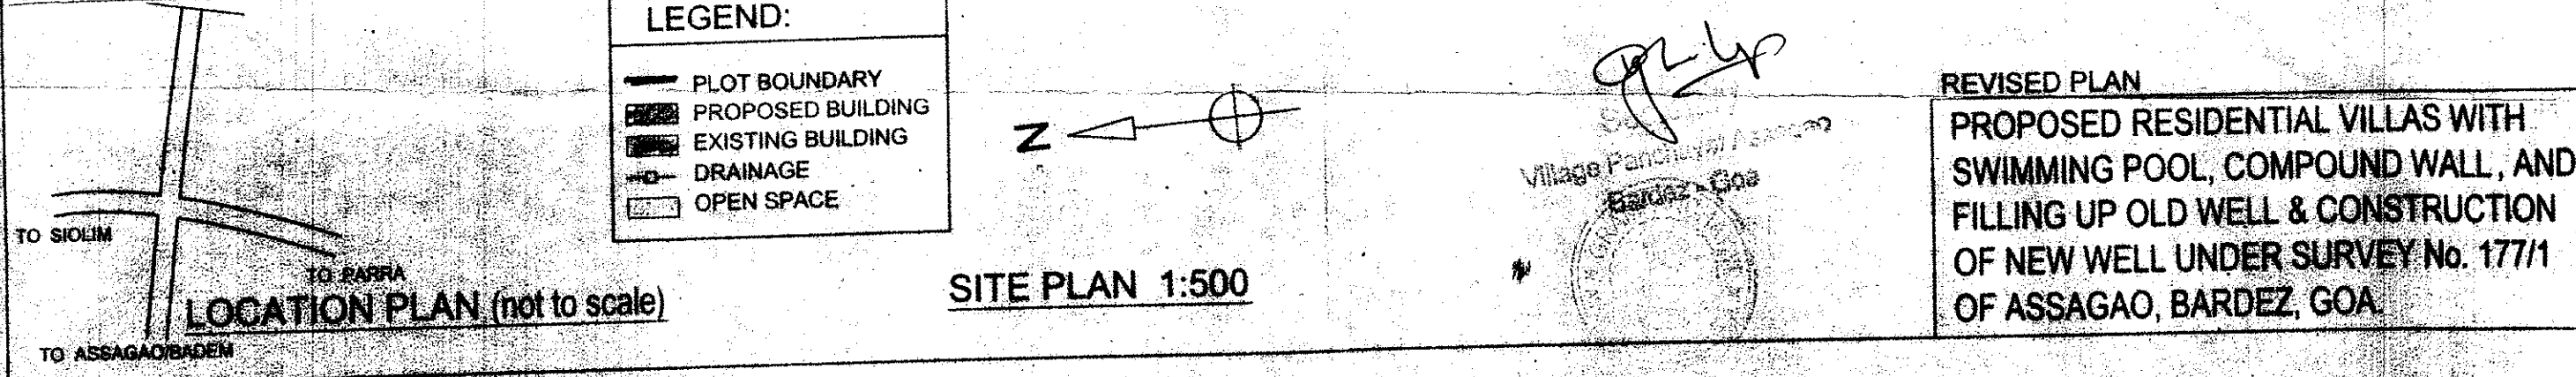 LEGEND:
PLOT BOUNDARY
PROPOSED BUILDING
EXISTING BUILDING
DRAINAGE
OPEN SPACE
TO SIOLIM
TO PARRA
LOCATION PLAN (not to scale)
TO ASSAGAO/BADEM
N
SITE PLAN 1:500
Village Panchayat Assagao
Bardez - Goa
REVISED PLAN
PROPOSED RESIDENTIAL VILLAS WITH
SWIMMING POOL, COMPOUND WALL, AND
FILLING UP OLD WELL & CONSTRUCTION
OF NEW WELL UNDER SURVEY No. 177/1
OF ASSAGAO, BARDEZ, GOA.